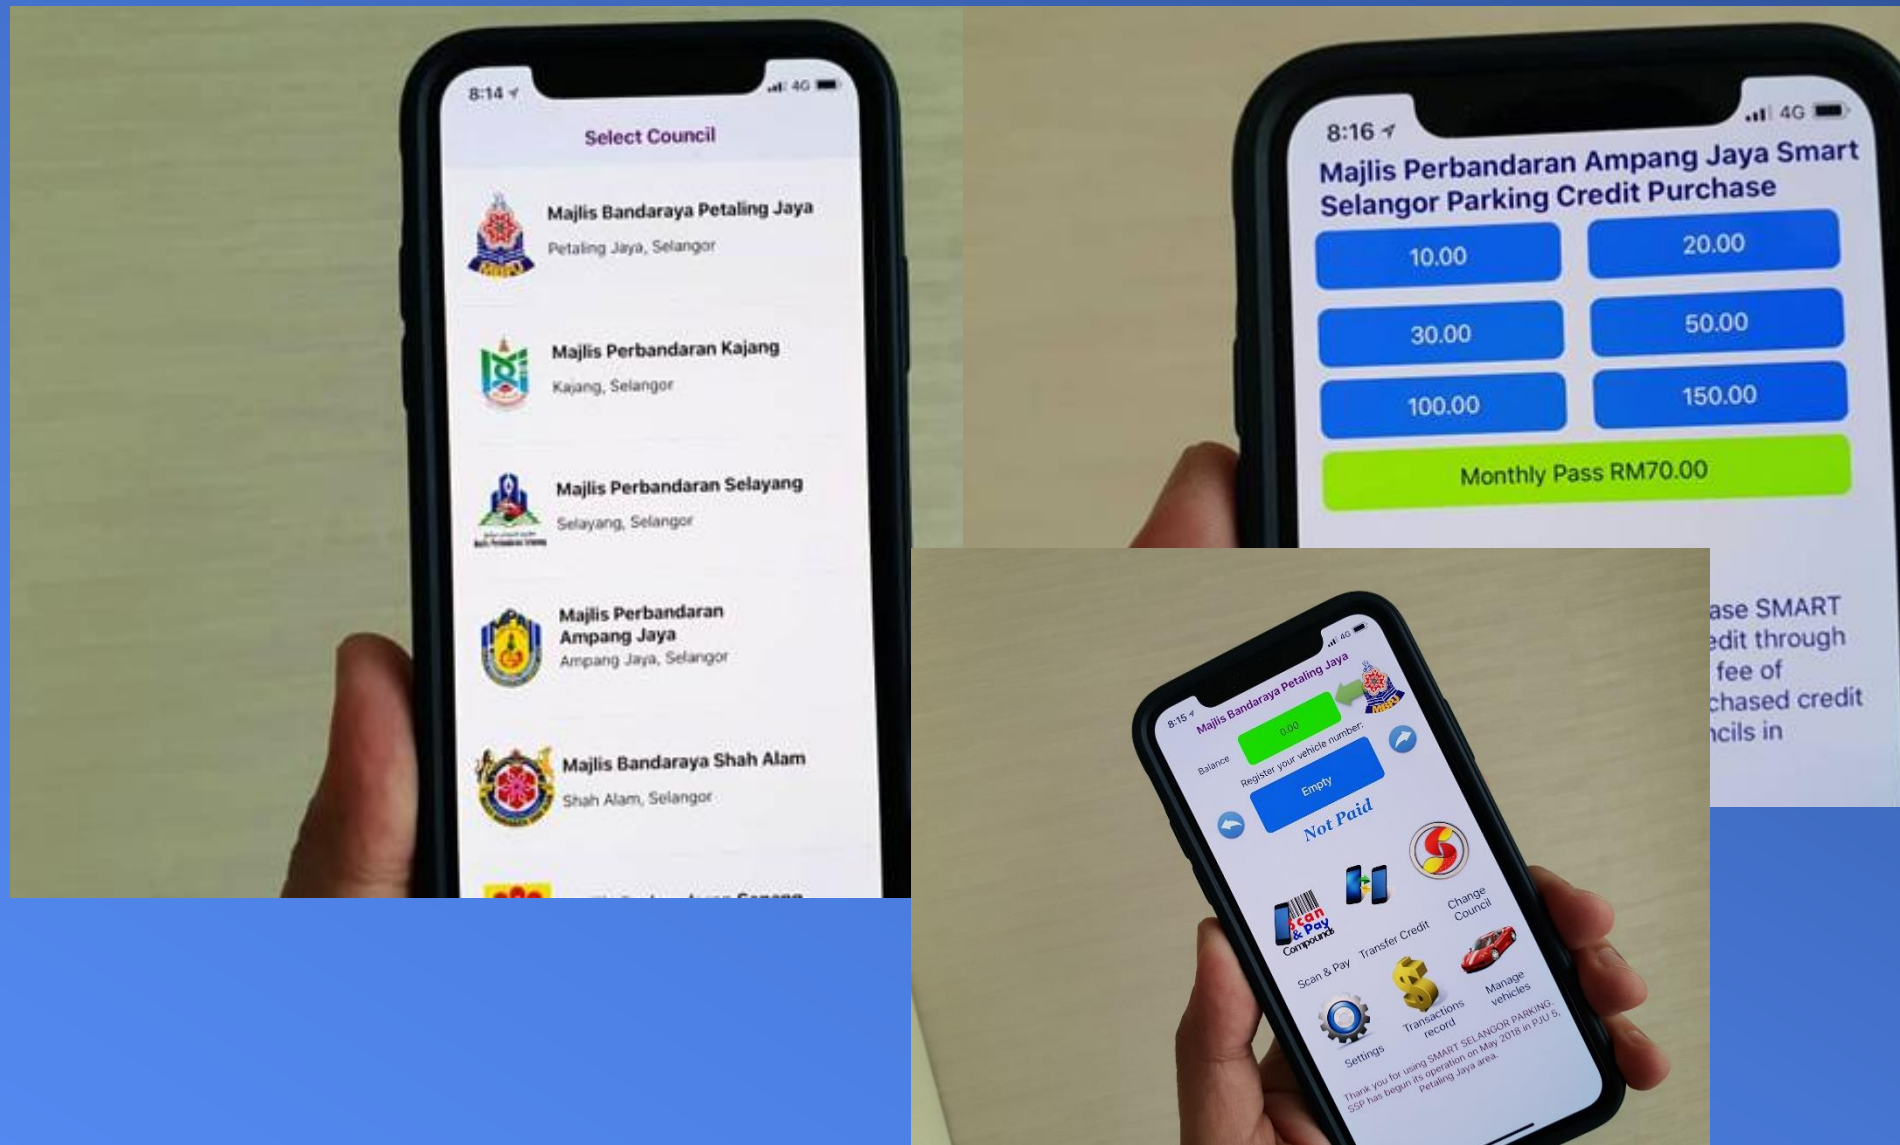 8:14
4G
Select Council
Majlis Bandaraya Petaling Jaya
Petaling Jaya, Selangor
Majlis Perbandaran Kajang
Kajang, Selangor
Majlis Perbandaran Selayang
Selayang, Selangor
Majlis Perbandaran
Ampang Jaya
Ampang Jaya, Selangor
Majlis Bandaraya Shah Alam
Shah Alam, Selangor
8:16
4G
Majlis Perbandaran Ampang Jaya Smart
Selangor Parking Credit Purchase
10.00
20.00
30.00
50.00
100.00
150.00
Monthly Pass RM70.00
SMART
through
fee of
credit
in
8:15
4G
Majlis Bandaraya Petaling Jaya
MBPJ
Balance
0.00
Register your vehicle number:
Empty
Not Paid
Scan
& Pay
Compounds
Scan & Pay
Transfer Credit
Change
Council
Settings
Transactions
record
Manage
vehicles
Thank you for using SMART SELANGOR PARKING.
SSP has begun its operation on May 2018 in PJU 5,
Petaling Jaya area.